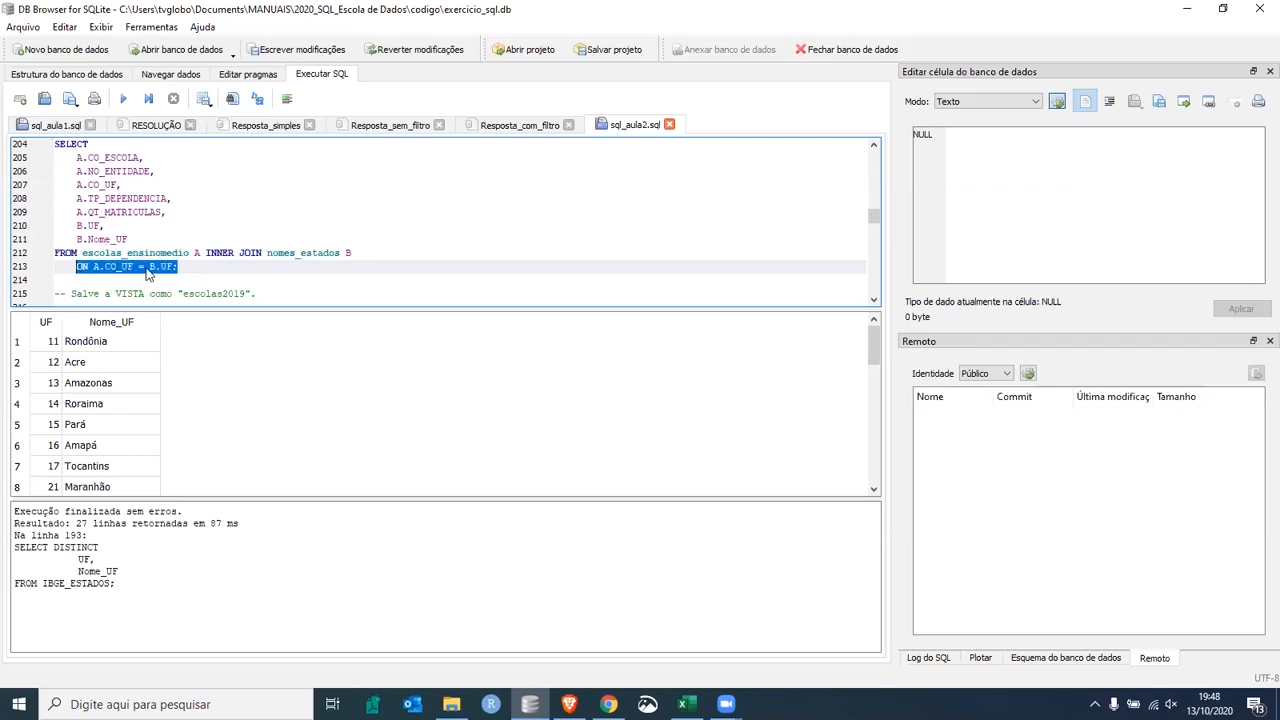 DB Browser for SQLite - C:\Users\tvglobo\Documents\MANUAIS\2020_SQL_Escola de Dados\codigo\exercicio_sql.db
Arquivo Editar Exibir Ferramentas Ajuda
Novo banco de dados Abrir banco de dados Escrever modificações Reverter modificações Abrir projeto Salvar projeto Anexar banco de dados Fechar banco de dados
Estrutura do banco de dados Navegar dados Editar pragmas Executar SQL
sql_aula1.sql RESOLUÇÃO Resposta_simples Resposta_sem_filtro Resposta_com_filtro sql_aula2.sql
204 SELECT
205 A.CO_ESCOLA,
206 A.NO_ENTIDADE,
207 A.CO_UF,
208 A.TP_DEPENDENCIA,
209 A.QT_MATRICULAS,
210 B.UF,
211 B.Nome_UF
212 FROM escolas_ensinomedio A INNER JOIN nomes_estados B
213 ON A.CO_UF = B.UF;
214
215 -- Salve a VISTA como "escolas2019".
UF Nome_UF
1 11 Rondônia
2 12 Acre
3 13 Amazonas
4 14 Roraima
5 15 Pará
6 16 Amapá
7 17 Tocantins
8 21 Maranhão
Execução finalizada sem erros.
Resultado: 27 linhas retornadas em 87 ms
Na linha 193:
SELECT DISTINCT
UF,
Nome_UF
FROM IBGE_ESTADOS;
Editar célula do banco de dados
Modo: Texto
NULL
Tipo de dado atualmente na célula: NULL
0 byte
Aplicar
Remoto
Identidade Público
Nome Commit Última modificaç Tamanho
Log do SQL Plotar Esquema do banco de dados Remoto
UTF-8
Digite aqui para pesquisar
19:48
13/10/2020